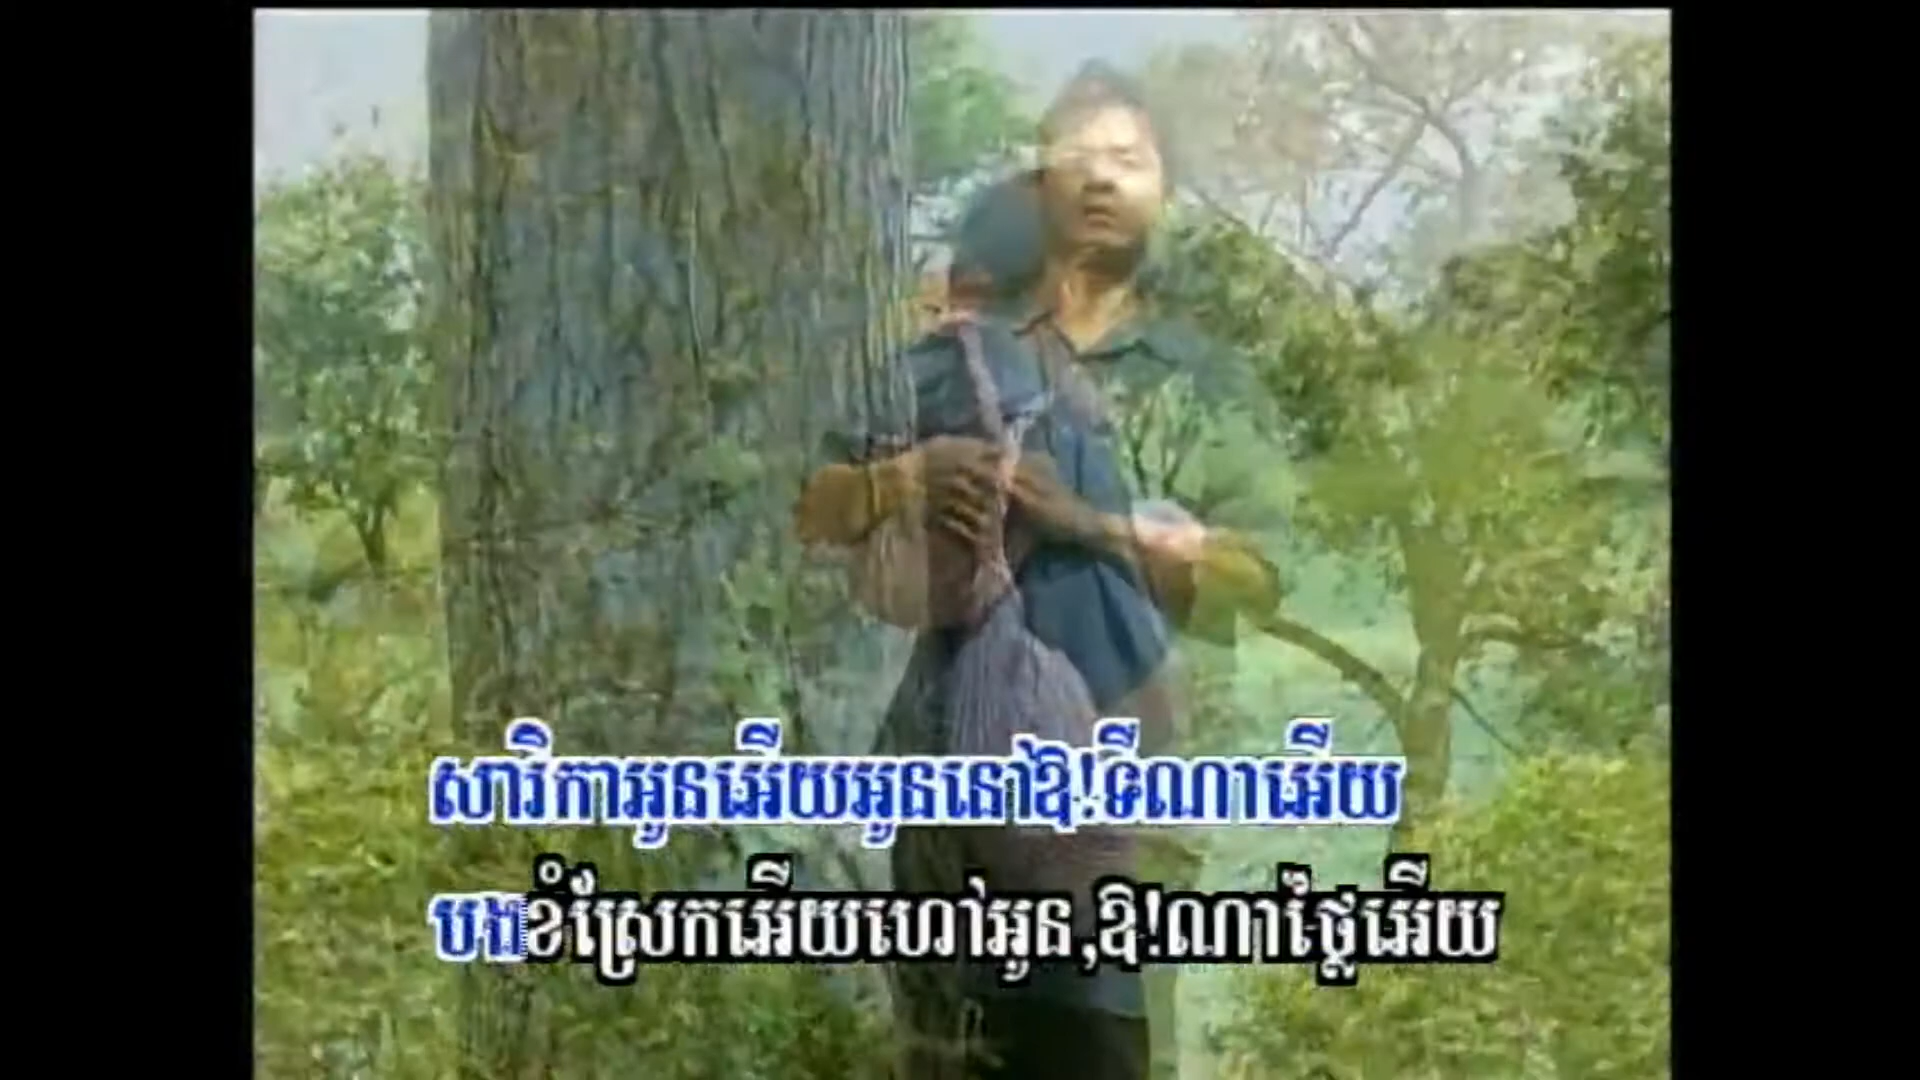 សារិកាអូនអើយអូននៅឱ!ទីណាអើយ
បងខំស្រែកអើយហៅអូន,ឱ!ណាថ្លៃអើយ